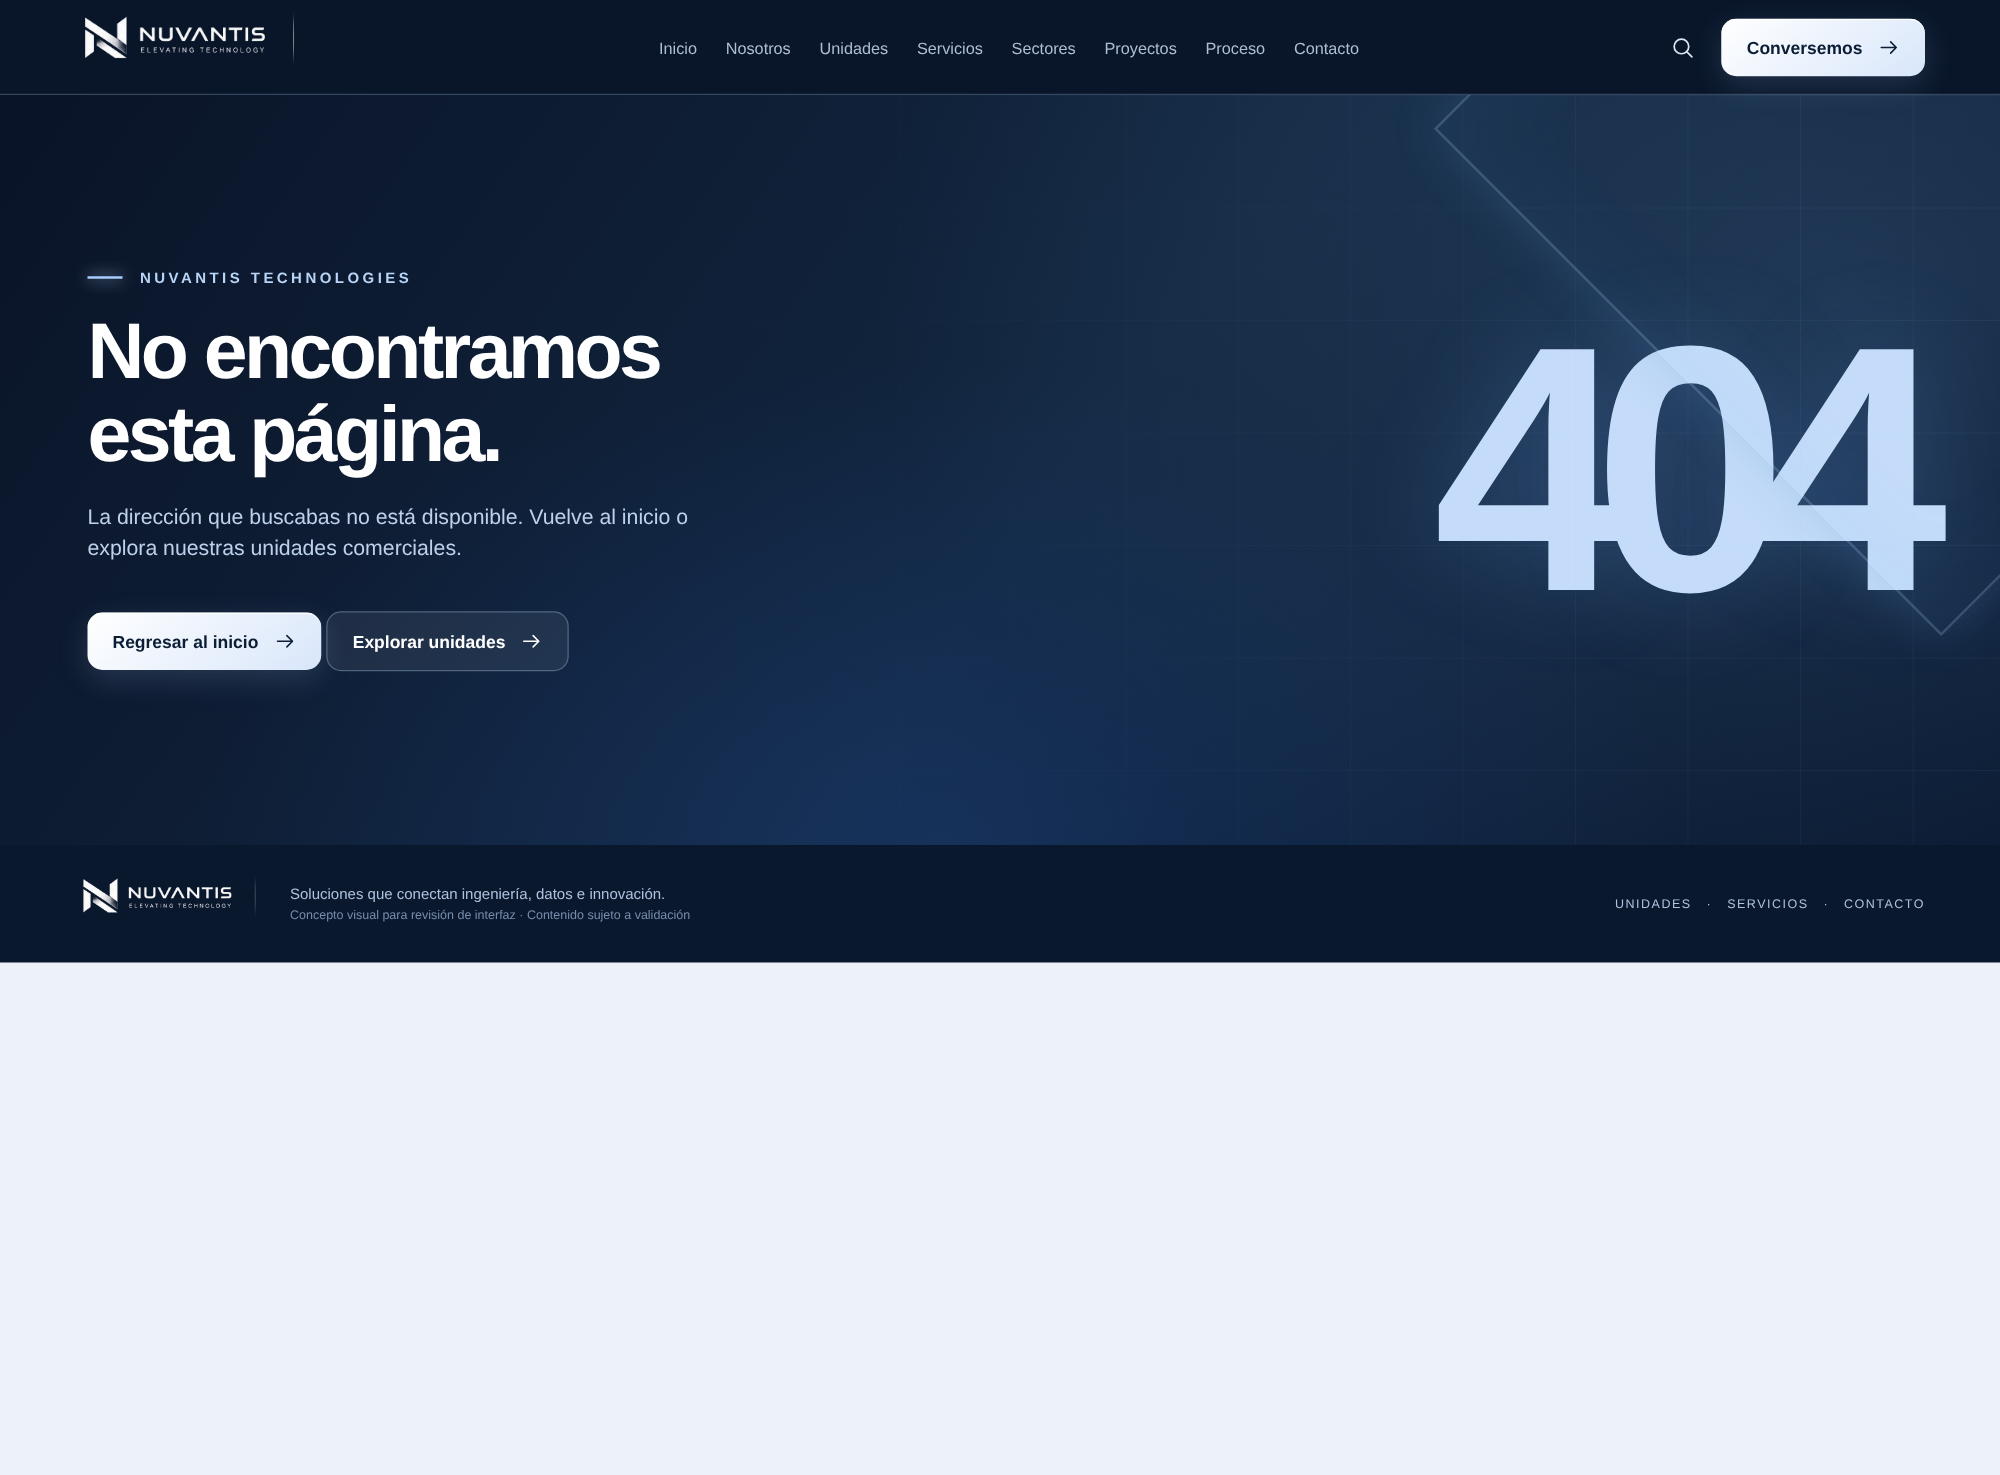 NUVANTIS
ELEVATING TECHNOLOGY
Inicio Nosotros Unidades Servicios Sectores Proyectos Proceso Contacto
Conversemos
NUVANTIS TECHNOLOGIES
No encontramos
esta página.
La dirección que buscabas no está disponible. Vuelve al inicio o
explora nuestras unidades comerciales.
Regresar al inicio Explorar unidades
404
NUVANTIS
ELEVATING TECHNOLOGY
Soluciones que conectan ingeniería, datos e innovación.
Concepto visual para revisión de interfaz · Contenido sujeto a validación
UNIDADES · SERVICIOS · CONTACTO